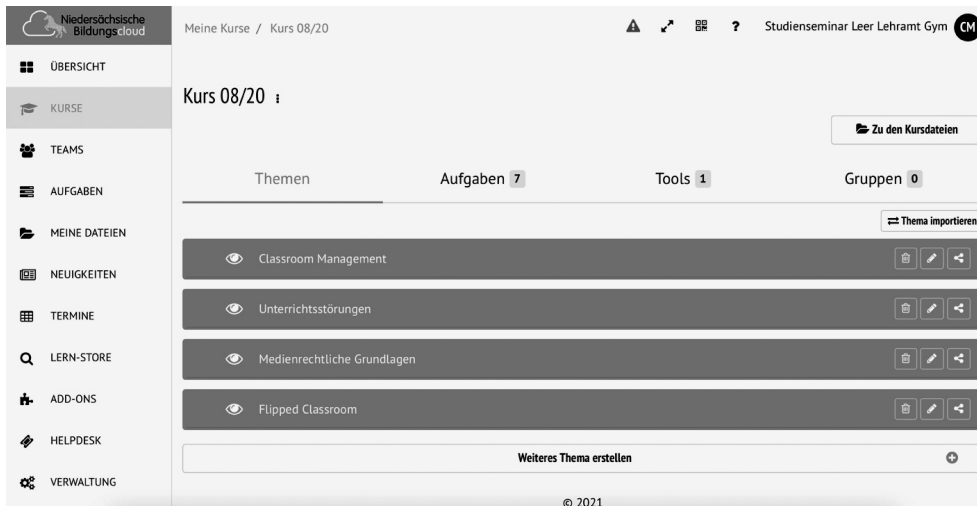 Niedersächsische
Bildungscloud
Meine Kurse / Kurs 08/20
?
Studienseminar Leer Lehramt Gym
CM
ÜBERSICHT
KURSE
TEAMS
AUFGABEN
MEINE DATEIEN
NEUIGKEITEN
TERMINE
LERN-STORE
ADD-ONS
HELPDESK
VERWALTUNG
Kurs 08/20
Zu den Kursdateien
Themen
Aufgaben 7
Tools 1
Gruppen 0
Thema importieren
Classroom Management
Unterrichtsstörungen
Medienrechtliche Grundlagen
Flipped Classroom
Weiteres Thema erstellen
© 2021